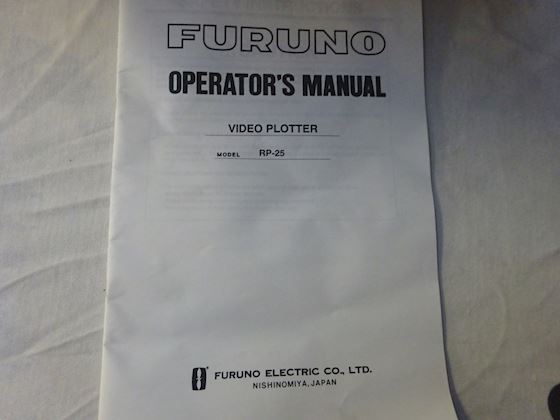 FURUNO
OPERATOR'S MANUAL
VIDEO PLOTTER
MODEL RP-25
FURUNO ELECTRIC CO., LTD.
NISHINOMIYA, JAPAN